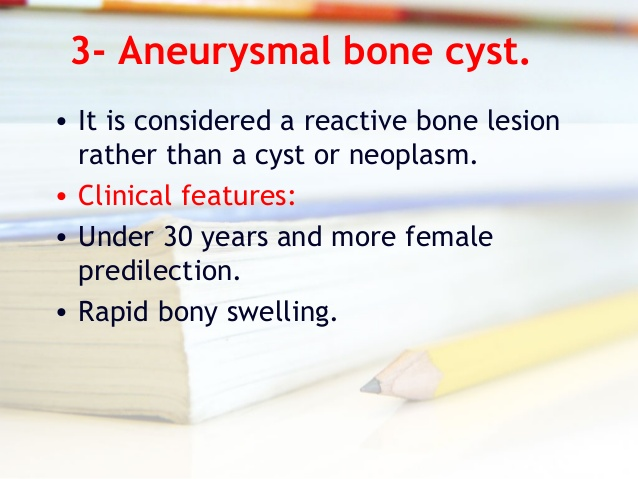 3- Aneurysmal bone cyst.
• It is considered a reactive bone lesion
rather than a cyst or neoplasm.
• Clinical features:
• Under 30 years and more female
predilection.
• Rapid bony swelling.